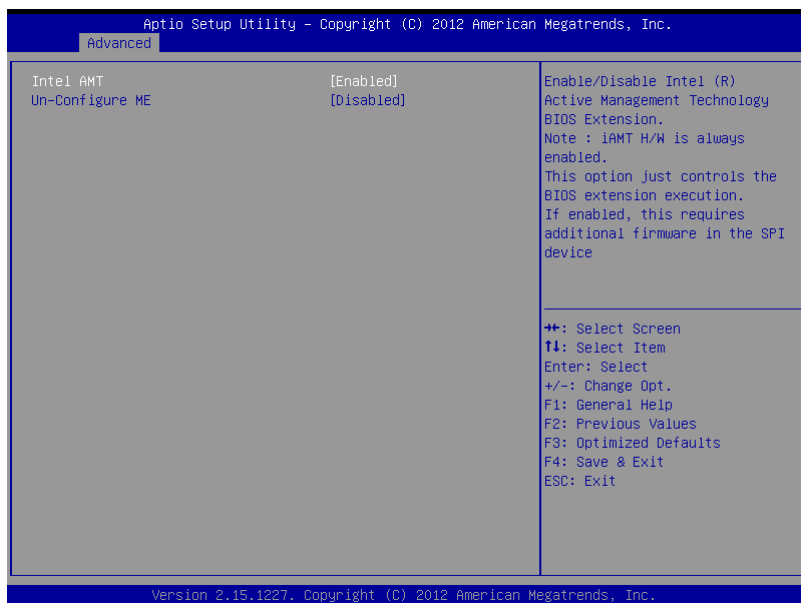 Aptio Setup Utility – Copyright (C) 2012 American Megatrends, Inc.
Advanced
Intel AMT [Enabled]
Un-Configure ME [Disabled]
Enable/Disable Intel (R)
Active Management Technology
BIOS Extension.
Note : iAMT H/W is always
enabled.
This option just controls the
BIOS extension execution.
If enabled, this requires
additional firmware in the SPI
device
→←: Select Screen
↑↓: Select Item
Enter: Select
+/-: Change Opt.
F1: General Help
F2: Previous Values
F3: Optimized Defaults
F4: Save & Exit
ESC: Exit
Version 2.15.1227. Copyright (C) 2012 American Megatrends, Inc.